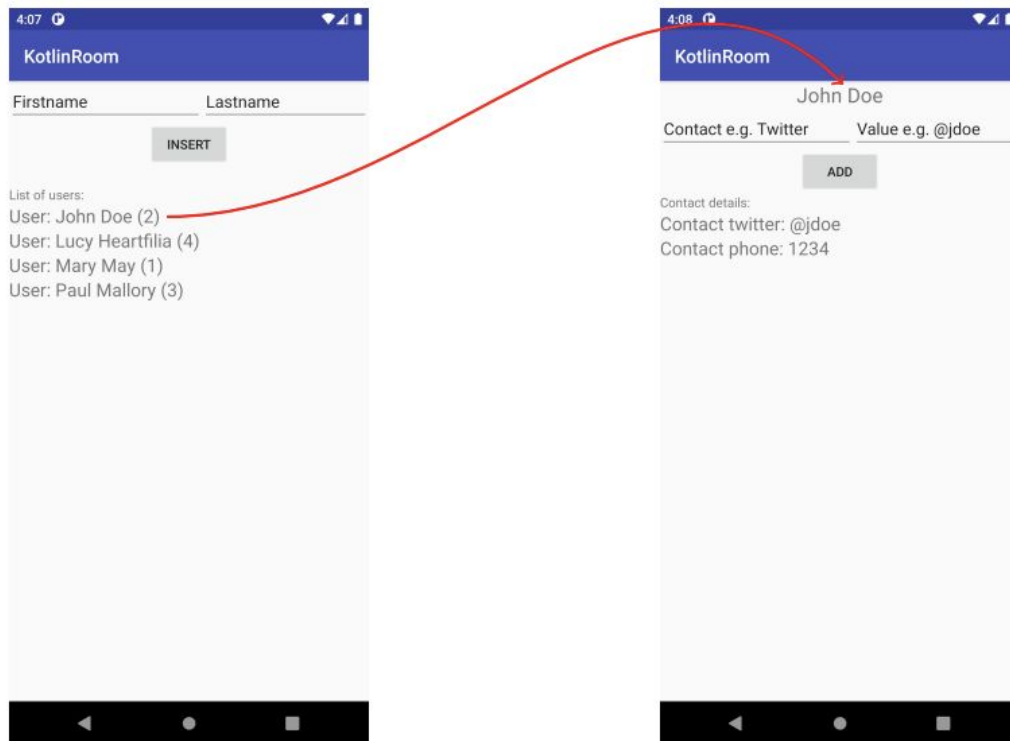 4:07
KotlinRoom
Firstname Lastname
INSERT
List of users:
User: John Doe (2)
User: Lucy Heartfilia (4)
User: Mary May (1)
User: Paul Mallory (3)
4:08
KotlinRoom
John Doe
Contact e.g. Twitter Value e.g. @jdoe
ADD
Contact details:
Contact twitter: @jdoe
Contact phone: 1234